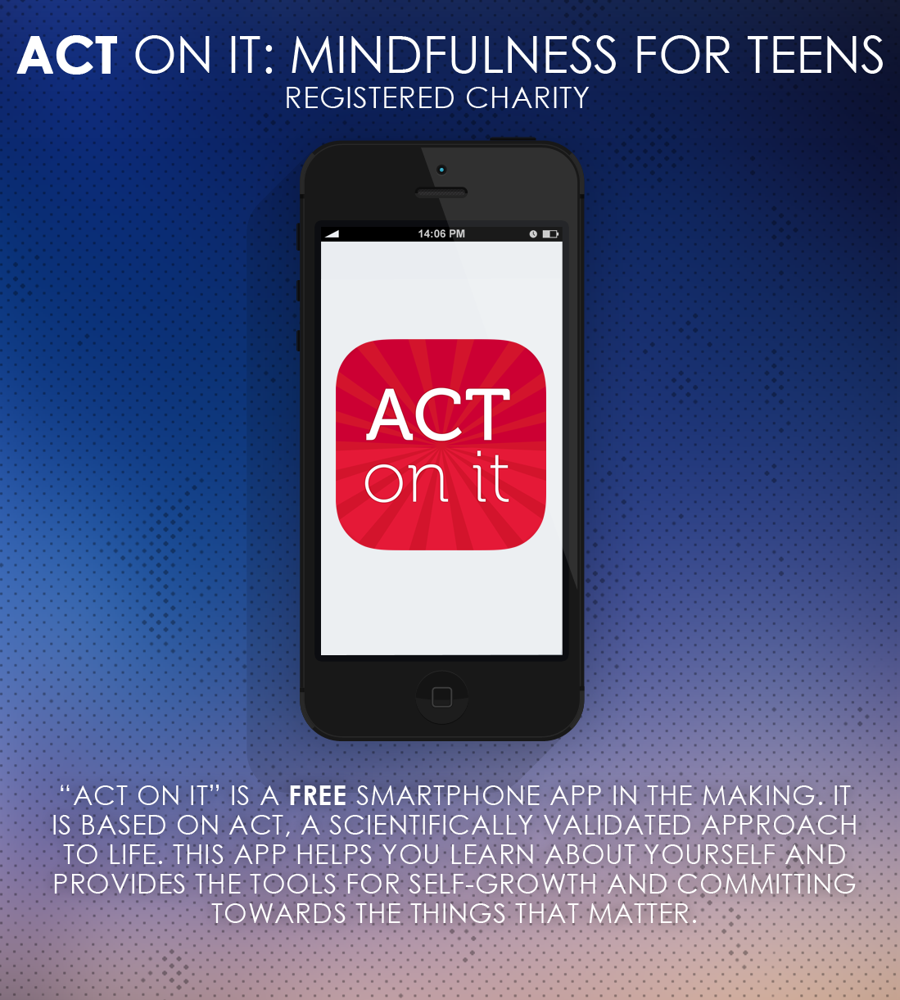 ACT ON IT: MINDFULNESS FOR TEENS
REGISTERED CHARITY
14:06 PM
ACT
on it
“ACT ON IT” IS A FREE SMARTPHONE APP IN THE MAKING. IT
IS BASED ON ACT, A SCIENTIFICALLY VALIDATED APPROACH
TO LIFE. THIS APP HELPS YOU LEARN ABOUT YOURSELF AND
PROVIDES THE TOOLS FOR SELF-GROWTH AND COMMITTING
TOWARDS THE THINGS THAT MATTER.